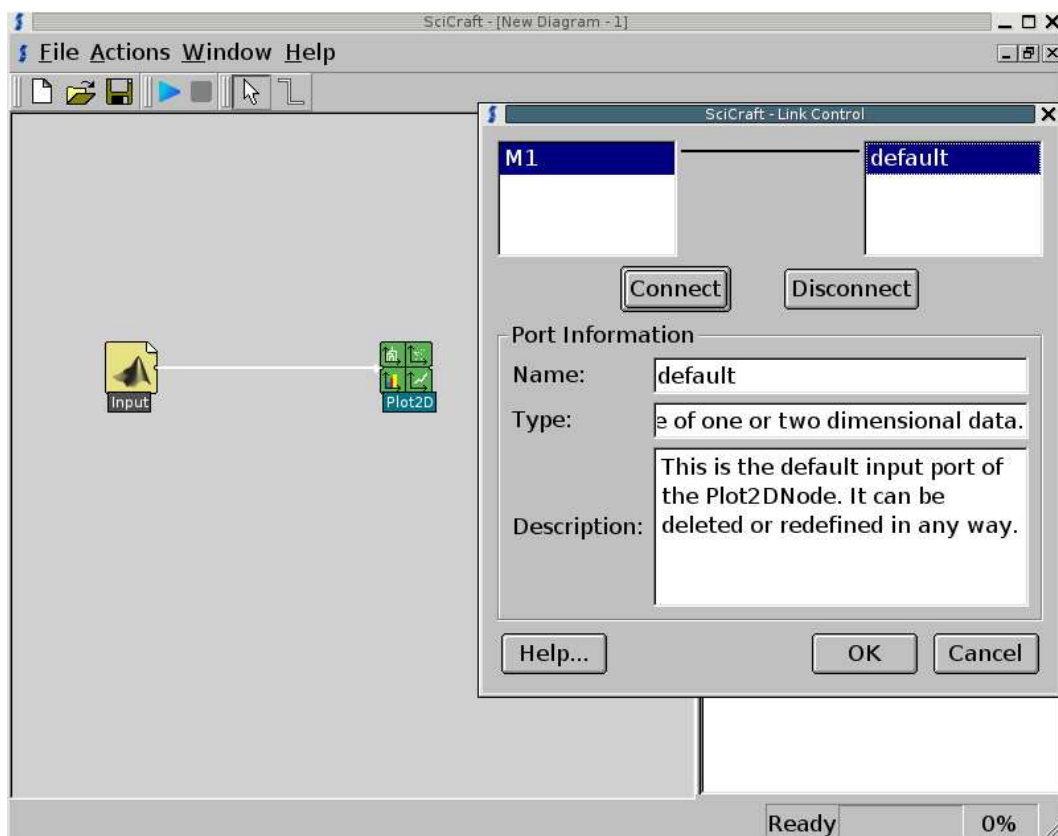 SciCraft - [New Diagram - 1]
File Actions Window Help
SciCraft - Link Control
M1
default
Connect
Disconnect
Port Information
Name:
default
Type:
e of one or two dimensional data.
Description:
This is the default input port of
the Plot2DNode. It can be
deleted or redefined in any way.
Help...
OK
Cancel
Input
Plot2D
Ready
0%